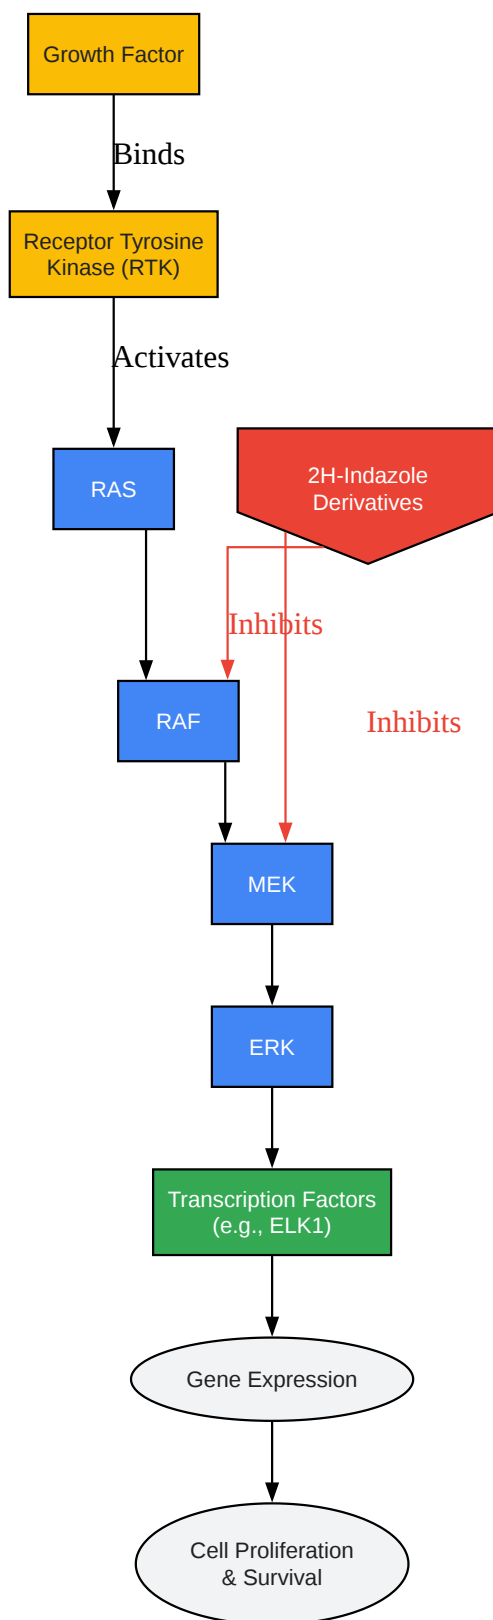 Growth Factor
Binds
Receptor Tyrosine
Kinase (RTK)
Activates
RAS
2H-Indazole
Derivatives
Inhibits
RAF
Inhibits
MEK
ERK
Transcription Factors
(e.g., ELK1)
Gene Expression
Cell Proliferation
& Survival